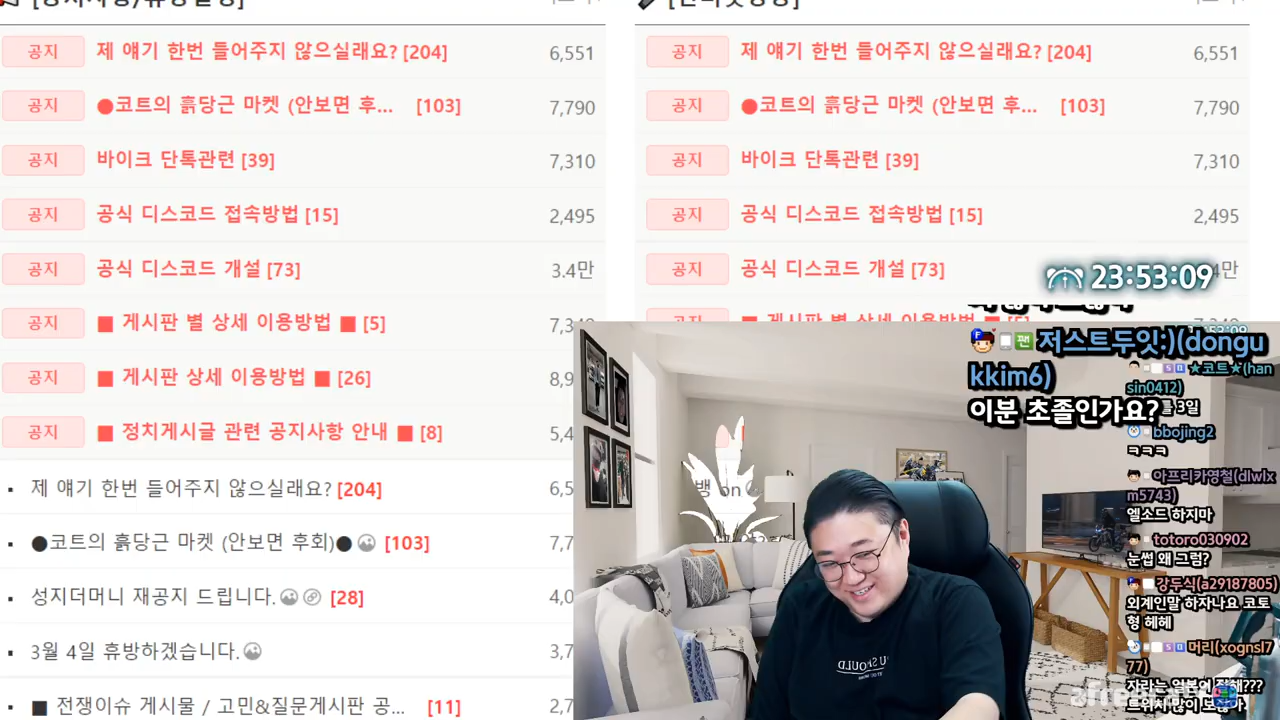 공지 제 얘기 한번 들어주지 않으실래요? [204] 6,551
공지 ●코트의 흙당근 마켓 (안보면 후... [103] 7,790
공지 바이크 단톡관련 [39] 7,310
공지 공식 디스코드 접속방법 [15] 2,495
공지 공식 디스코드 개설 [73] 3.4만
공지 ■ 게시판 별 상세 이용방법 ■ [5]
공지 ■ 게시판 상세 이용방법 ■ [26]
공지 ■ 정치게시글 관련 공지사항 안내 ■ [8]
제 얘기 한번 들어주지 않으실래요? [204]
●코트의 흙당근 마켓 (안보면 후회)● [103]
성지더머니 재공지 드립니다. [28]
3월 4일 휴방하겠습니다.
■ 전쟁이슈 게시물 / 고민&질문게시판 공... [11]
공지 제 얘기 한번 들어주지 않으실래요? [204] 6,551
공지 ●코트의 흙당근 마켓 (안보면 후... [103] 7,790
공지 바이크 단톡관련 [39] 7,310
공지 공식 디스코드 접속방법 [15] 2,495
공지 공식 디스코드 개설 [73]
23:53:09
저스트두잇:)(dongu
kkim6)
이분 초졸인가요?
★코트★(han
sin0412)
3일
bbojing2
ㅋㅋㅋ
아프리카영철(dlwlx
m5743)
엘소드 하지마
totoro030902
눈썹 왜 그럼?
강두식(a29187805)
외계인말 하자나요 코토
형 헤헤
머리(xognsl7
77)